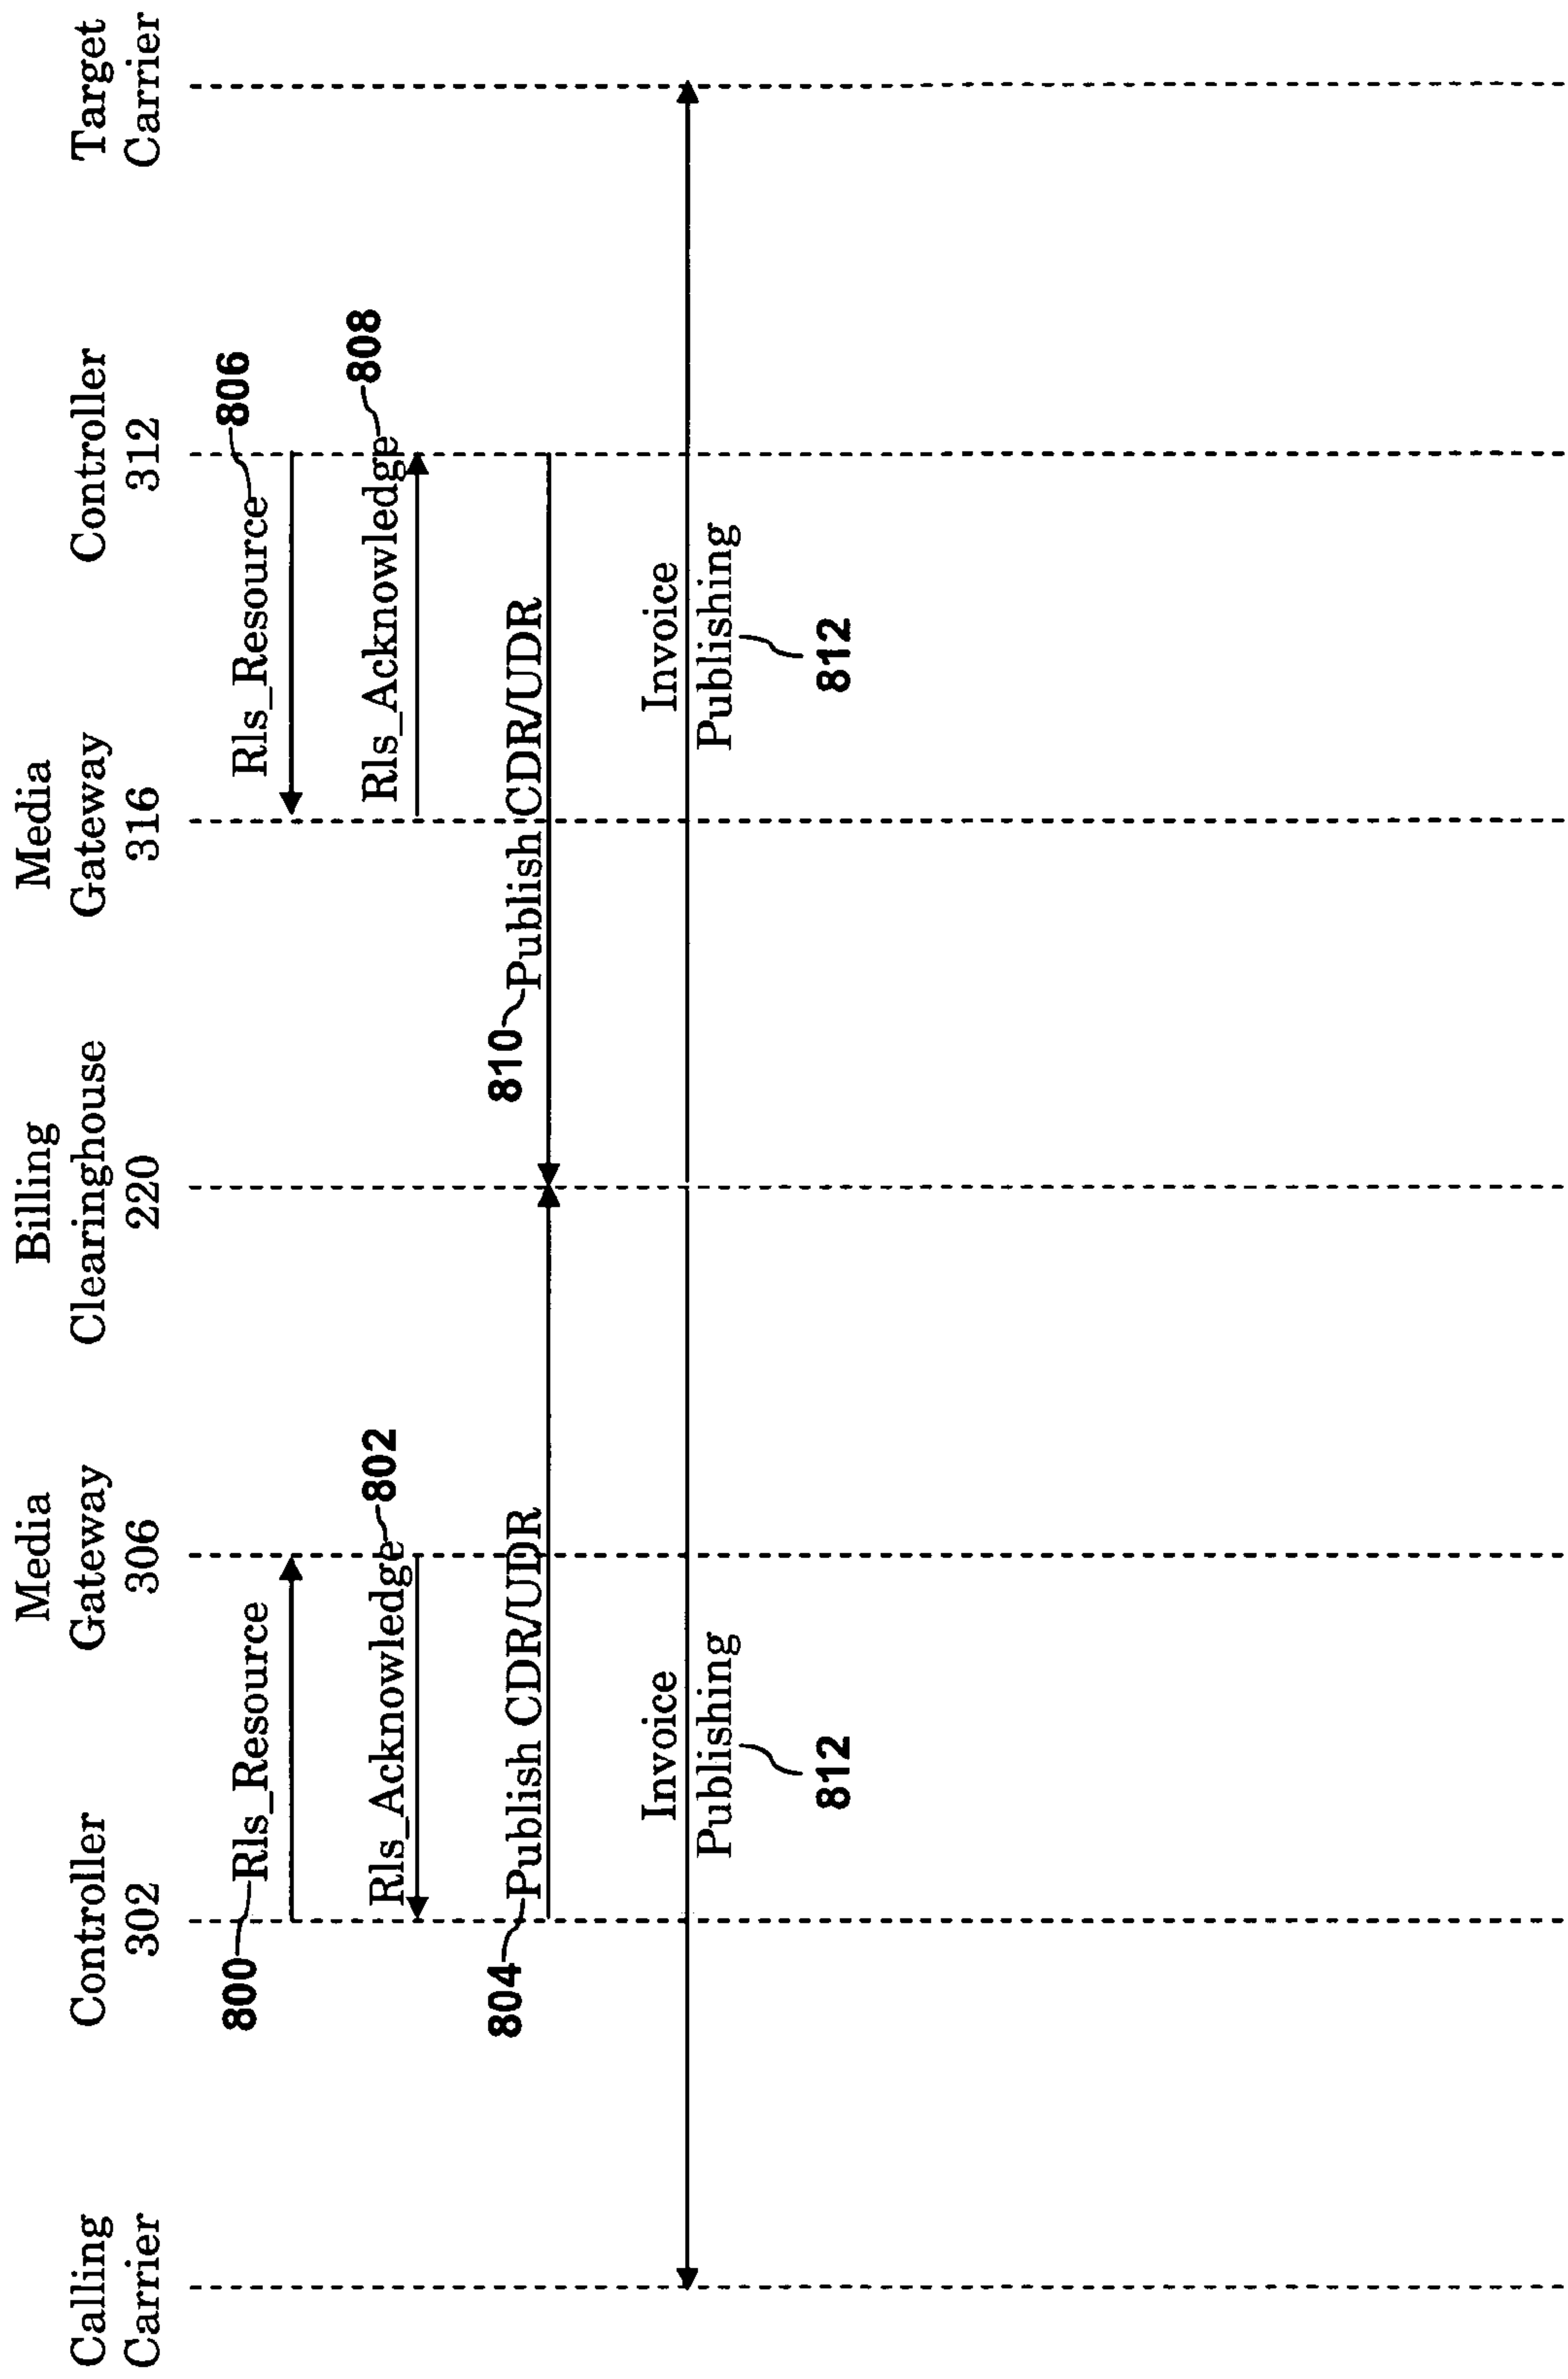 Calling
Carrier
Controller
302
Media
Gateway
306
Billing
Clearinghouse
220
Media
Gateway
316
Controller
312
Target
Carrier
800 Rls_Resource
Rls_Resource 806
Rls_Acknowledge 802
Rls_Acknowledge 808
804 Publish CDR/UDR
810 Publish CDR/UDR
Invoice
Publishing
812
Invoice
Publishing
812